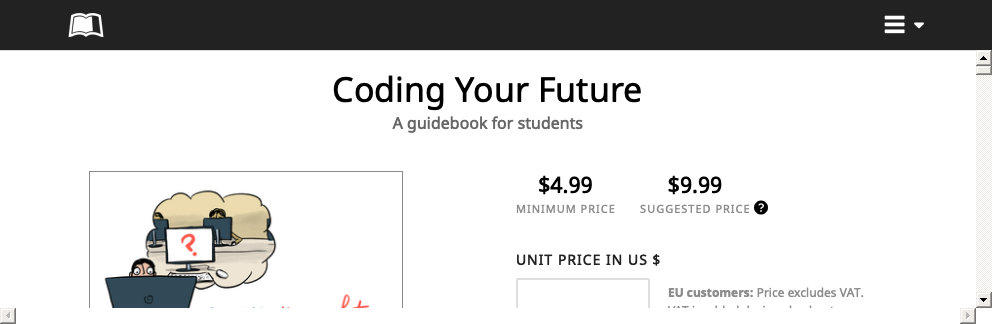 Coding Your Future
A guidebook for students
$4.99
MINIMUM PRICE
$9.99
SUGGESTED PRICE ?
UNIT PRICE IN US $
EU customers: Price excludes VAT.
?